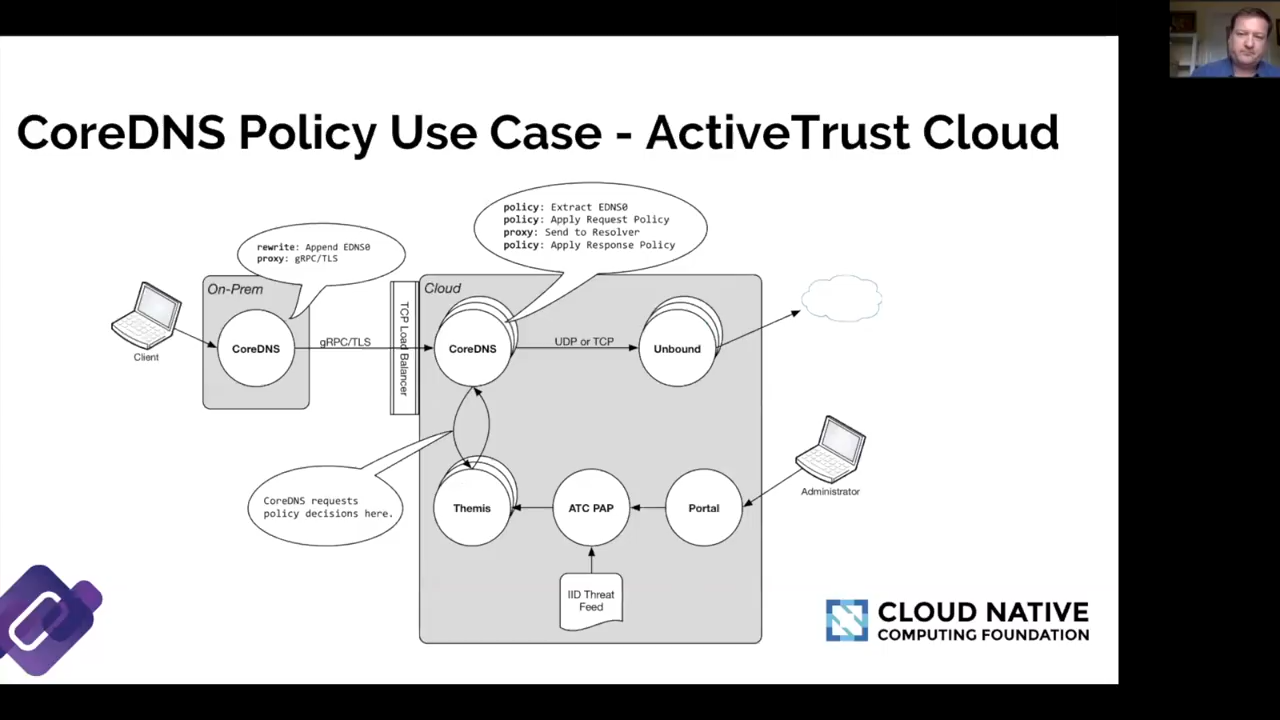 CoreDNS Policy Use Case - ActiveTrust Cloud
policy: Extract EDNS0
policy: Apply Request Policy
proxy: Send to Resolver
policy: Apply Response Policy
rewrite: Append EDNS0
proxy: gRPC/TLS
On-Prem
Cloud
TCP Load Balancer
Client
CoreDNS
gRPC/TLS
CoreDNS
UDP or TCP
Unbound
CoreDNS requests
policy decisions here.
Themis
ATC PAP
Portal
Administrator
IID Threat
Feed
CLOUD NATIVE
COMPUTING FOUNDATION